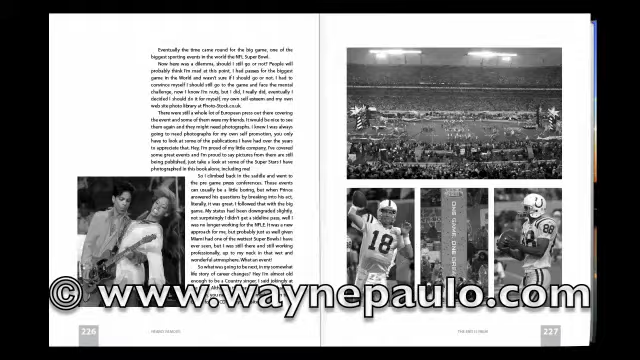 Eventually the time came round for the big game, one of the
biggest sporting events in the world the NFL Super Bowl.
Now here was a dilemma, should I still go or not? People will
probably think I'm mad at this point, I had passes for the biggest
game in the World and wasn't sure if I should go or not. I had to
convince myself I should still go to the game and face the mental
challenge, now I know I'm nuts, but I did, I really did, eventually I
decided I should do it for myself, my own self esteem and my own
web site photo library at Photo-Stock.co.uk.
There were still a whole lot of European press out there covering
the event and some of them were my friends. It would be nice to see
them again and they might need photographs. I knew I was always
going to need photographs for my own self promotion, you only
have to look at some of the publications I have had over the years
to appreciate that. Hey, I'm proud of my little company, I've covered
some great events and I'm proud to say pictures from them are still
being published, just take a look at some of the Super Stars I have
photographed in this book alone, including me!
So I climbed back in the saddle and went to
the pre game press conferences. These events
can usually be a little boring, but when Prince
answered his questions by breaking into his act,
literally, it was great. I followed that with the big
game. My status had been downgraded slightly,
not surprisingly I didn't get a sideline pass, well I
was no longer working for the NFLE. It was a new
approach for me, but probably just as well given
Miami had one of the wettest Super Bowls I have
ever seen, but I was still there and still working
professionally, up to my neck in that wet and
wonderful atmosphere. What an event!
So what was going to be next, in my somewhat
life story of career changes? Hey I'm almost old
enough to be a Country singer, I said jokingly at
© www.waynepaulo.com
18
ONE GAME. ONE
88
226
227